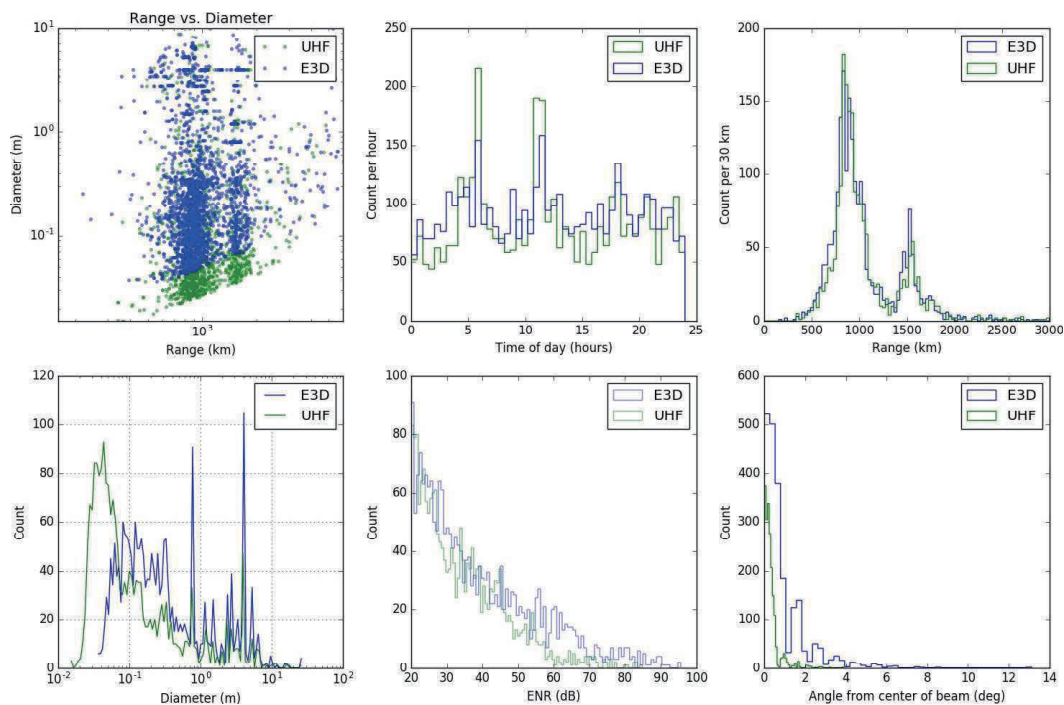 Range vs. Diameter
10^1
10^0
10^-1
10^3
Diameter (m)
Range (km)
UHF
E3D
250
200
150
100
50
0
0 5 10 15 20 25
Count per hour
Time of day (hours)
UHF
E3D
200
150
100
50
0
0 500 1000 1500 2000 2500 3000
Count per 30 km
Range (km)
E3D
UHF
120
100
80
60
40
20
0
10^-2 10^-1 10^0 10^1 10^2
Count
Diameter (m)
E3D
UHF
100
80
60
40
20
0
20 30 40 50 60 70 80 90 100
Count
ENR (dB)
E3D
UHF
600
500
400
300
200
100
0
0 2 4 6 8 10 12 14
Count
Angle from center of beam (deg)
E3D
UHF